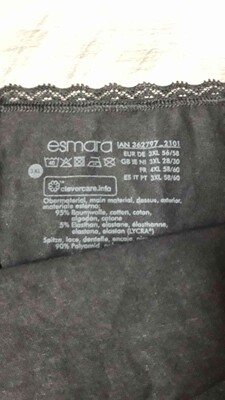 esmara
IAN 362797_2101
EUR DE 3XL 56/58
GB IE NI 3XL 28/30
FR 4XL 58/60
ES IT PT 3XL 58/60
3XL
clevercare.info
Obermaterial, main material, dessus, exterior,
materiale esterno:
95% Baumwolle, cotton, coton,
algodón, cotone
5% Elasthan, elastane, élasthanne,
elastano, elastan (LYCRA®)
Spitze, lace, dentelle, encaje,
90% Polyamid,